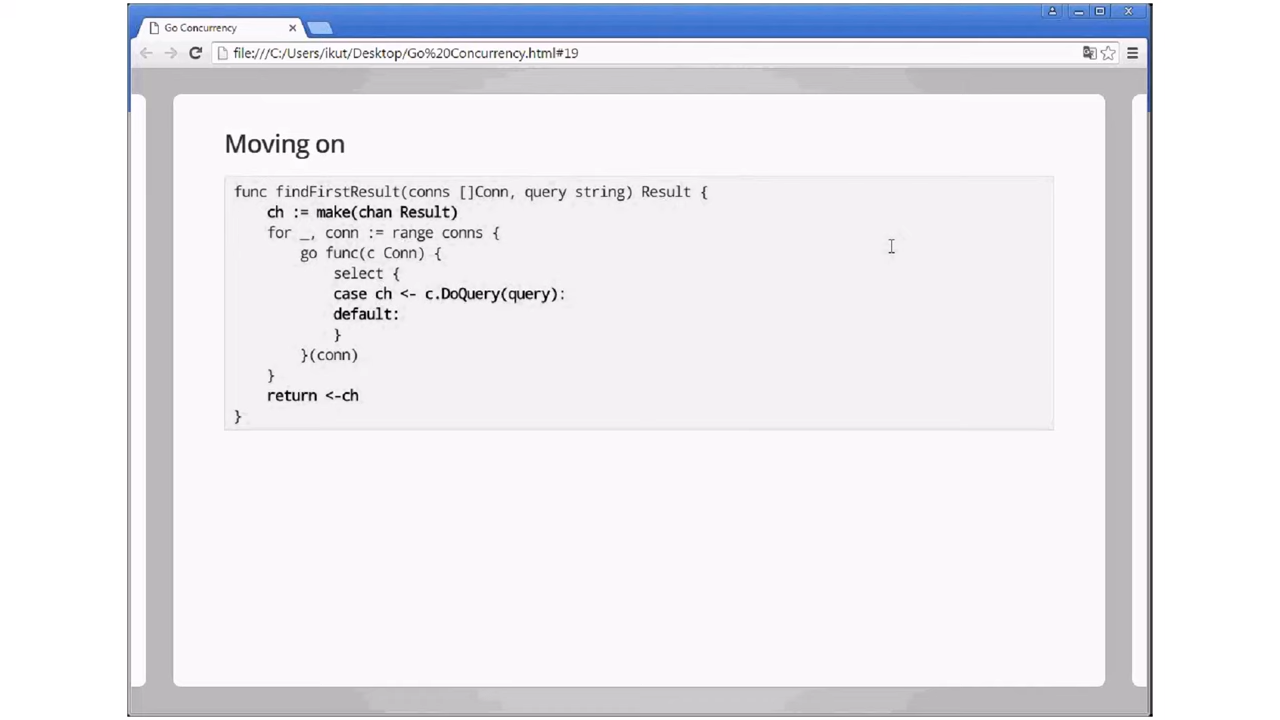 Go Concurrency
file:///C:/Users/ikut/Desktop/Go%20Concurrency.html#19
Moving on
func findFirstResult(conns []Conn, query string) Result {
    ch := make(chan Result)
    for _, conn := range conns {
        go func(c Conn) {
            select {
            case ch <- c.DoQuery(query):
            default:
            }
        }(conn)
    }
    return <-ch
}